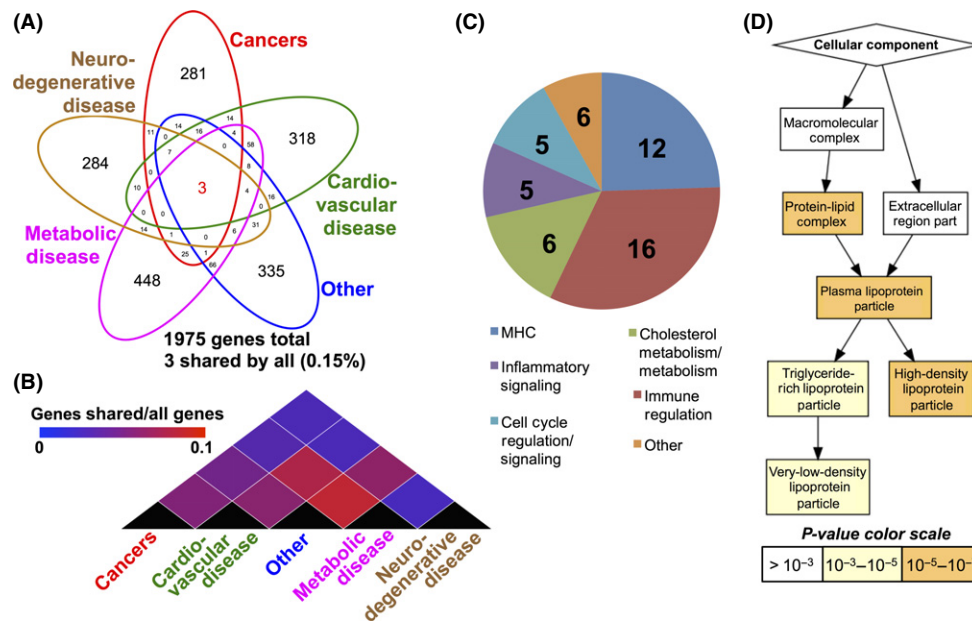 (A)
Cancers
Neuro-
degenerative
disease
281
318
284
Cardio-
vascular
disease
3
Metabolic
disease
448
335
Other
1975 genes total
3 shared by all (0.15%)
(B)
Genes shared/all genes
0
0.1
Cancers
Cardio-
vascular
disease
Other
Metabolic
disease
Neuro-
degenerative
disease
(C)
6
12
5
5
6
16
MHC
Inflammatory
signaling
Cell cycle
regulation/
signaling
Cholesterol
metabolism/
metabolism
Immune
regulation
Other
(D)
Cellular component
Macromolecular
complex
Protein-lipid
complex
Extracellular
region part
Plasma lipoprotein
particle
Triglyceride-
rich lipoprotein
particle
High-density
lipoprotein
particle
Very-low-density
lipoprotein
particle
P-value color scale
> 10⁻³
10⁻³–10⁻⁵
10⁻⁵–10⁻